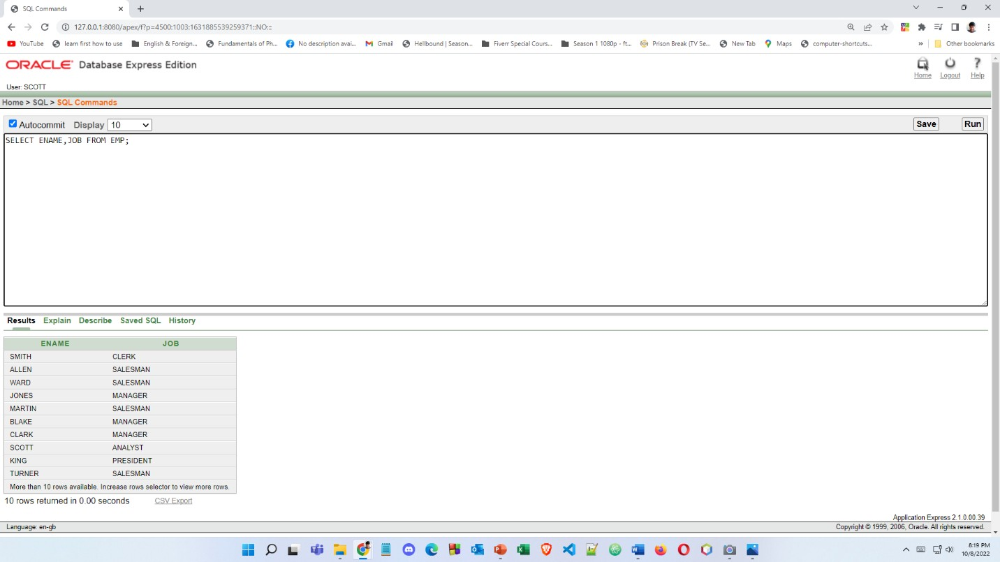 SQL Commands
127.0.0.1:8080/apex/f?p=4500:1003:1631885539259371::NO:::
YouTube learn first how to use English & Foreign... Fundamentals of Ph... No description avai... Gmail Hellbound | Season... Fiverr Special Cours... Season 1 1080p - ft... Prison Break (TV Se... New Tab Maps computer-shortcuts... » Other bookmarks
ORACLE Database Express Edition
Home Logout Help
User: SCOTT
Home > SQL > SQL Commands
Autocommit Display 10 Save Run
SELECT ENAME,JOB FROM EMP;
Results Explain Describe Saved SQL History
ENAME JOB
SMITH CLERK
ALLEN SALESMAN
WARD SALESMAN
JONES MANAGER
MARTIN SALESMAN
BLAKE MANAGER
CLARK MANAGER
SCOTT ANALYST
KING PRESIDENT
TURNER SALESMAN
More than 10 rows available. Increase rows selector to view more rows.
10 rows returned in 0.00 seconds CSV Export
Application Express 2.1.0.00.39
Language: en-gb Copyright © 1999, 2006, Oracle. All rights reserved.
8:19 PM
10/8/2022